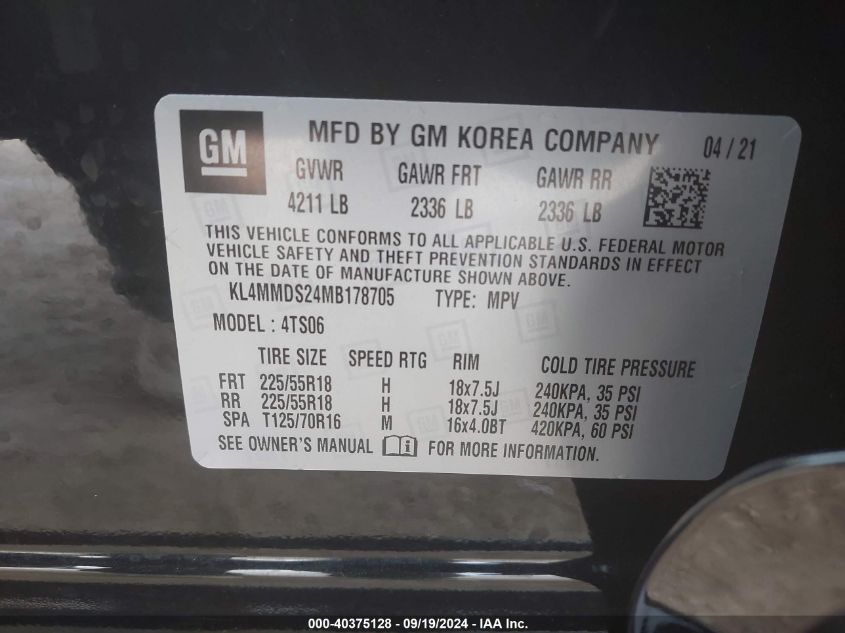 GM MFD BY GM KOREA COMPANY 04 / 21
GVWR GAWR FRT GAWR RR
4211 LB 2336 LB 2336 LB
THIS VEHICLE CONFORMS TO ALL APPLICABLE U.S. FEDERAL MOTOR
VEHICLE SAFETY AND THEFT PREVENTION STANDARDS IN EFFECT
ON THE DATE OF MANUFACTURE SHOWN ABOVE.
KL4MMDS24MB178705 TYPE: MPV
MODEL : 4TS06
TIRE SIZE SPEED RTG RIM COLD TIRE PRESSURE
FRT 225/55R18 H 18x7.5J 240KPA, 35 PSI
RR 225/55R18 H 18x7.5J 240KPA, 35 PSI
SPA T125/70R16 M 16x4.0BT 420KPA, 60 PSI
SEE OWNER'S MANUAL FOR MORE INFORMATION.
000-40375128 - 09/19/2024 - IAA Inc.